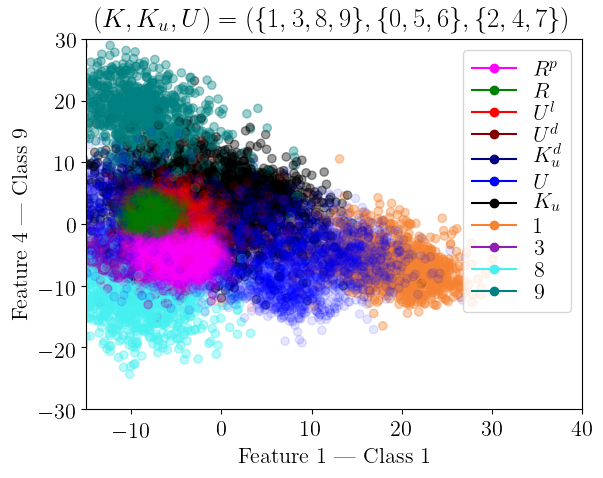 (K, K_u, U) = ({1, 3, 8, 9}, {0, 5, 6}, {2, 4, 7})
30
20
10
0
−10
−20
−30
Feature 4 — Class 9
R^p
R
U^l
U^d
K_u^d
U
K_u
1
3
8
9
−10 0 10 20 30 40
Feature 1 — Class 1